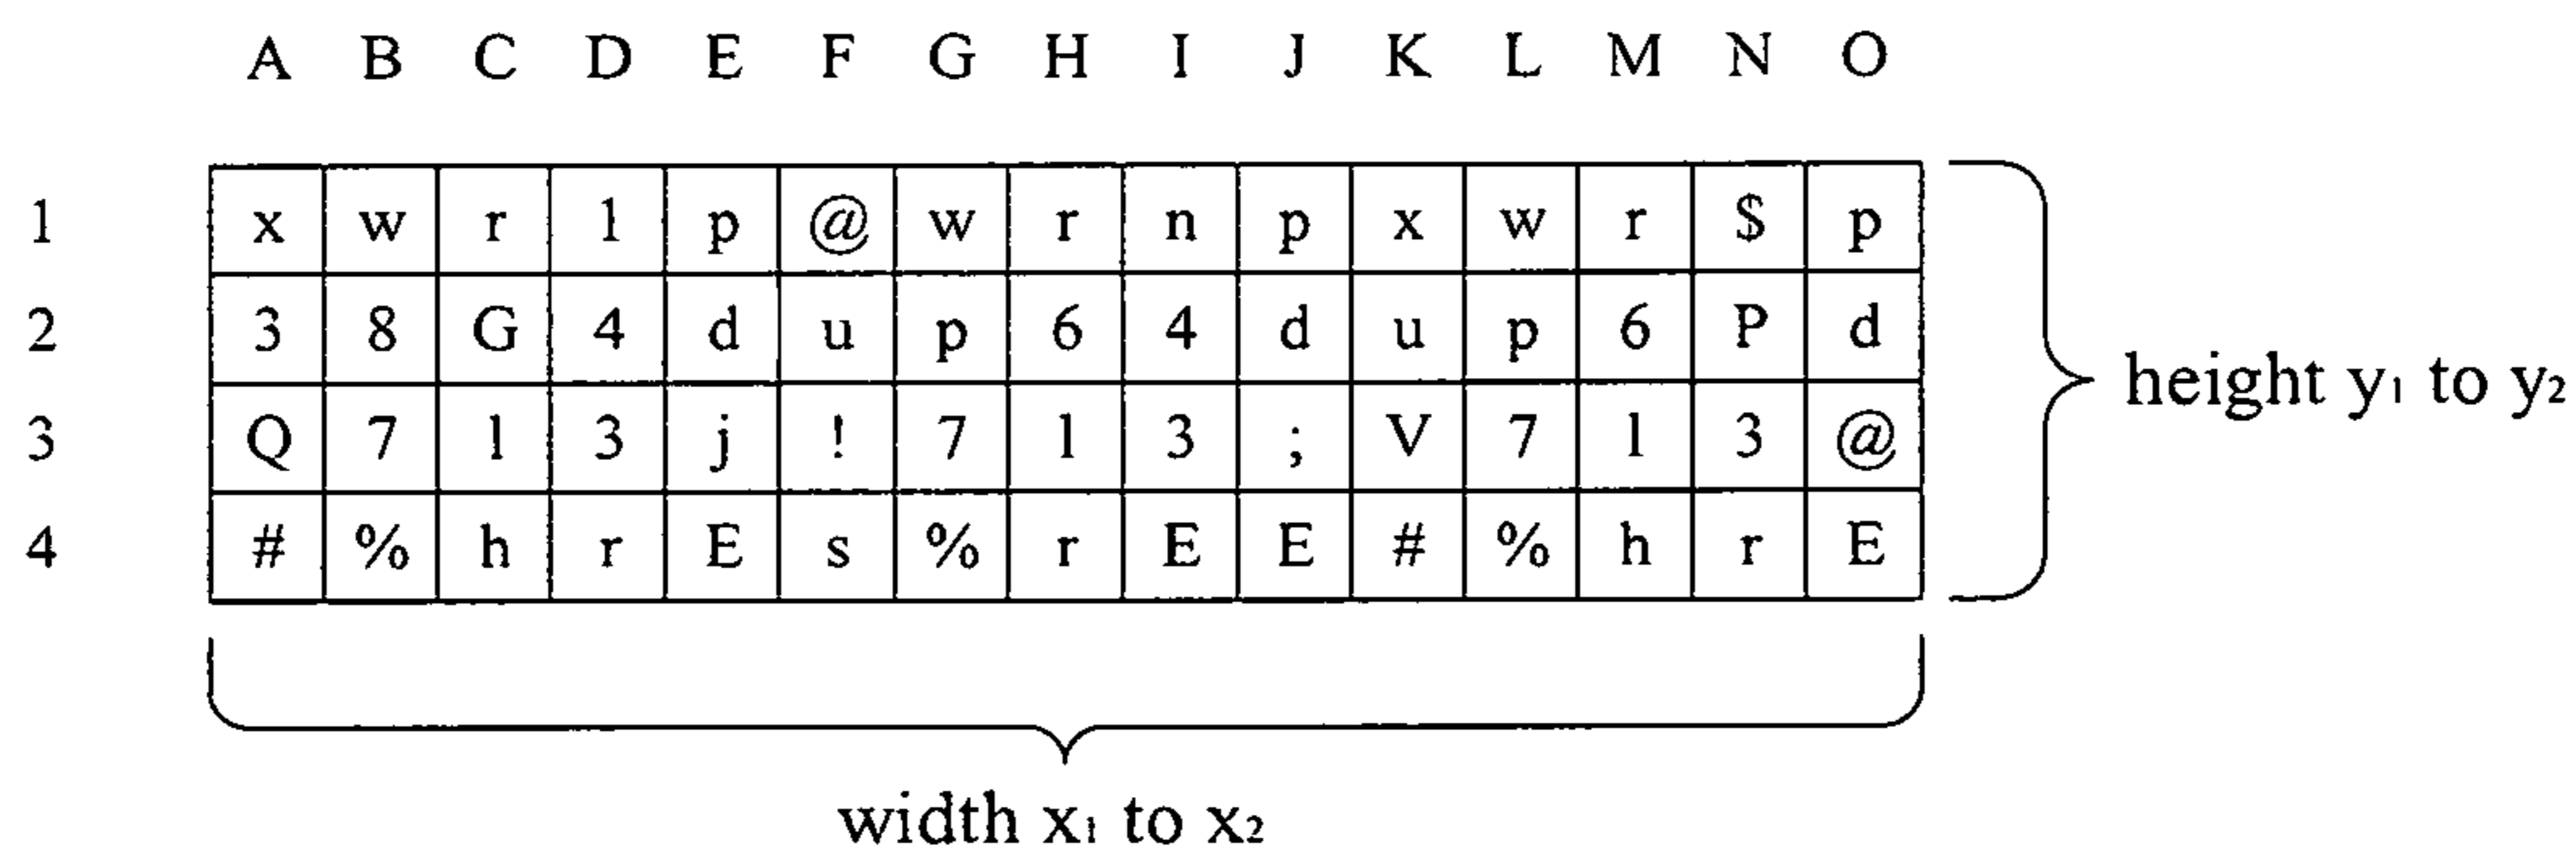 A B C D E F G H I J K L M N O
1 x w r 1 p @ w r n p x w r $ p
2 3 8 G 4 d u p 6 4 d u p 6 P d
3 Q 7 l 3 j ! 7 l 3 ; V 7 l 3 @
4 # % h r E s % r E E # % h r E
height y₁ to y₂
width x₁ to x₂